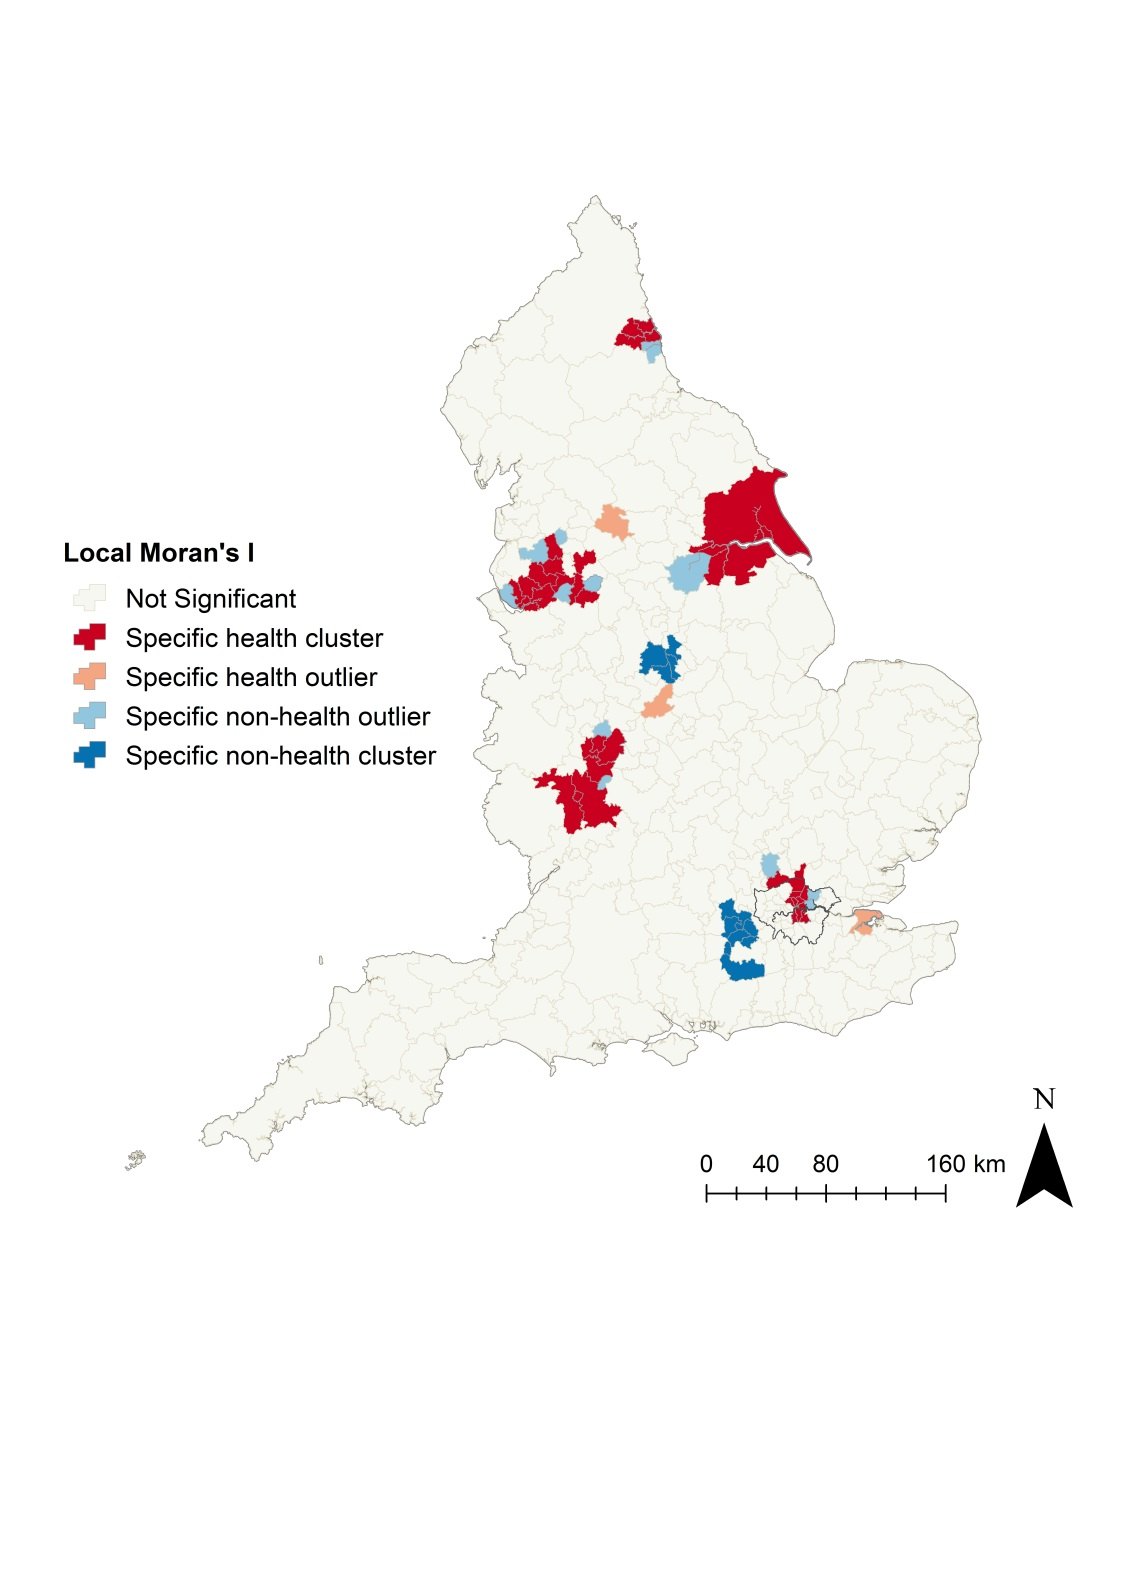 Local Moran's I
Not Significant
Specific health cluster
Specific health outlier
Specific non-health outlier
Specific non-health cluster
N
0 40 80 160 km